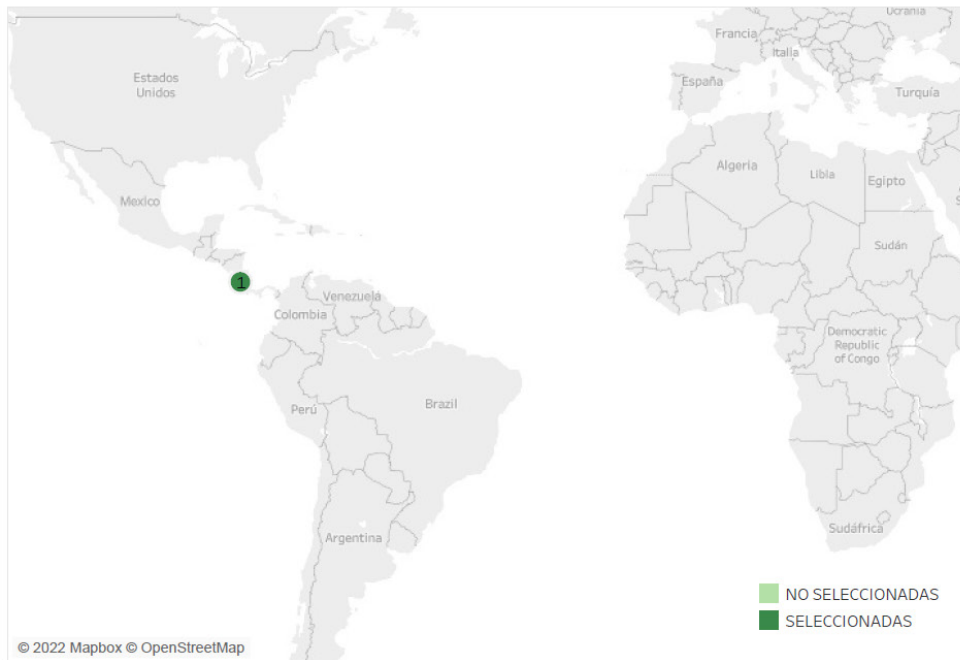 Ucrania
Francia
Italia
España
Turquía
Estados
Unidos
Mexico
Algeria
Libia
Egipto
Sudán
1
Venezuela
Colombia
Democratic
Republic
of Congo
Perú
Brazil
Argentina
Sudáfrica
NO SELECCIONADAS
SELECCIONADAS
© 2022 Mapbox © OpenStreetMap